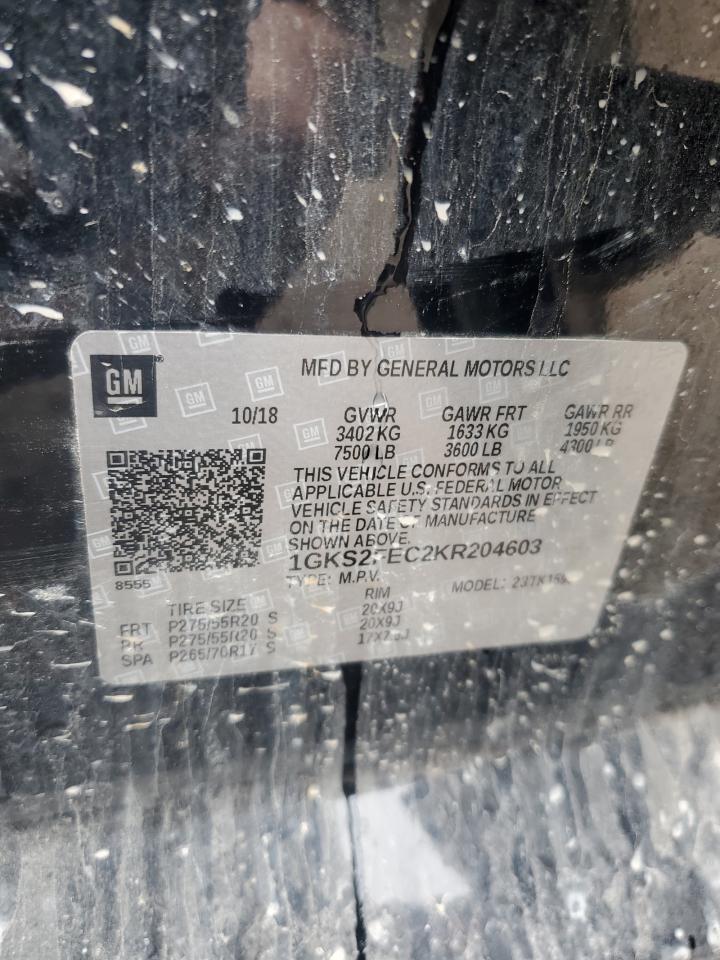 GM
MFD BY GENERAL MOTORS LLC
10/18 GVWR GAWR FRT GAWR RR
3402 KG 1633 KG 1950 KG
7500 LB 3600 LB 4300 LB
THIS VEHICLE CONFORMS TO ALL
APPLICABLE U.S. FEDERAL MOTOR
VEHICLE SAFETY STANDARDS IN EFFECT
ON THE DATE OF MANUFACTURE
SHOWN ABOVE.
1GKS2FEC2KR204603
8555 TYPE: M.P.V. MODEL:
TIRE SIZE RIM
FRT P275/55R20 S 20X9J
RR P275/55R20 S 20X9J
SPA P265/70R17 S